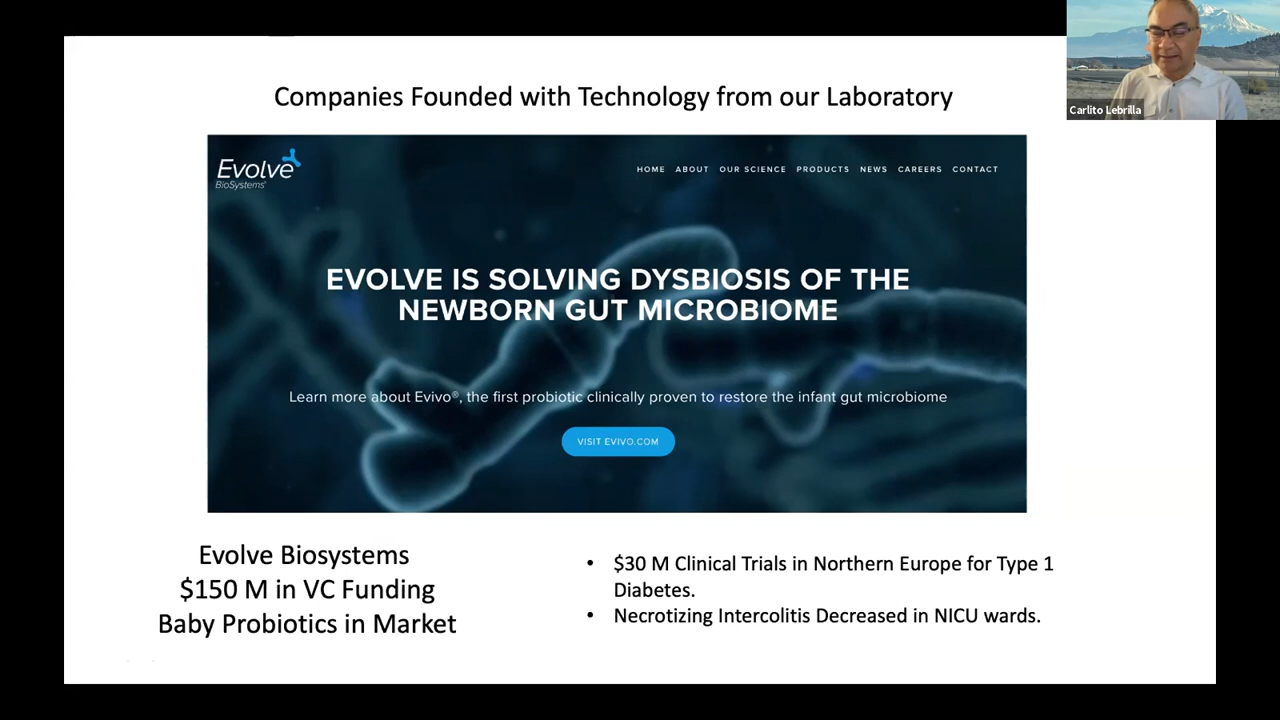 Carlito Lebrilla
Companies Founded with Technology from our Laboratory
Evolve
BioSystems®
HOME ABOUT OUR SCIENCE PRODUCTS NEWS CAREERS CONTACT
EVOLVE IS SOLVING DYSBIOSIS OF THE
NEWBORN GUT MICROBIOME
Learn more about Evivo®, the first probiotic clinically proven to restore the infant gut microbiome
VISIT EVIVO.COM
Evolve Biosystems
$150 M in VC Funding
Baby Probiotics in Market
• $30 M Clinical Trials in Northern Europe for Type 1
Diabetes.
• Necrotizing Intercolitis Decreased in NICU wards.